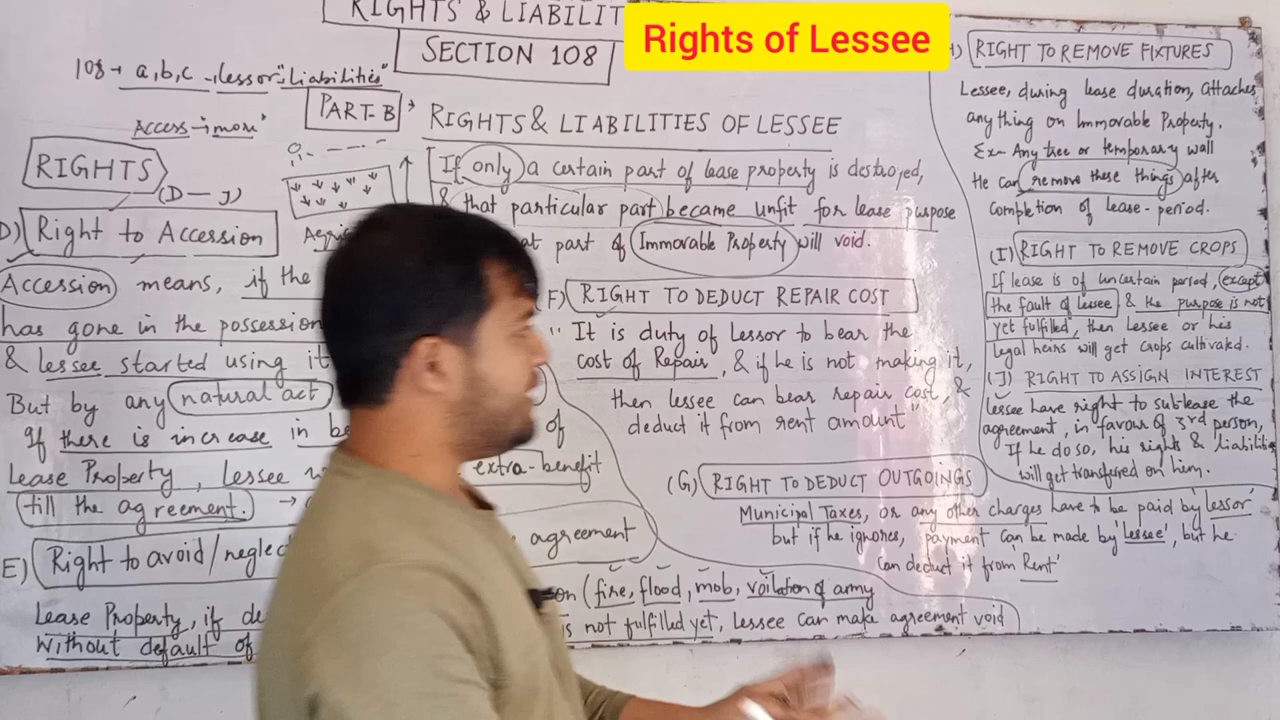 RIGHTS & LIABILIT
Rights of Lessee
SECTION 108
108 → a, b, c → lessor "Liabilities"
Access → "more"
PART-B
RIGHTS & LIABILITIES OF LESSEE
RIGHTS
(D — J)
D) Right to Accession
Accession means, if the
has gone in the possession
& lessee started using it
But by any natural act
If there is increase in be
Lease Property, lessee
extra-benefit
till the agreement. →
E) Right to avoid/neglec
agreement
Lease Property, if de
on (fire, flood, mob, voilation of army
without default of
is not fulfilled yet, lessee can make agreement void
If only a certain part of lease property is destroyed,
& that particular part became unfit for lease purpose
at part of Immovable Property will void.
(F) RIGHT TO DEDUCT REPAIR COST
"It is duty of Lessor to bear the
cost of Repair, & if he is not making it,
then lessee can bear repair cost, &
deduct it from rent amount"
of
(G) RIGHT TO DEDUCT OUTGOINGS
Municipal Taxes, or any other charges have to be paid by 'lessor'
but if he ignores, payment can be made by 'lessee', but he
can deduct it from 'Rent'
) RIGHT TO REMOVE FIXTURES
Lessee, during lease duration, attaches
anything on Immovable Property.
Ex- Any tree or temporary wall
He can remove these things after
completion of lease-period.
(I) RIGHT TO REMOVE CROPS
If lease is of uncertain period, except
the fault of lessee & the purpose is not
yet fulfilled, then Lessee or his
legal heirs will get crops cultivated.
(J) RIGHT TO ASSIGN INTEREST
lessee have right to sublease the
agreement, in favour of 3rd person,
If he do so, his rights & liabilities
will get transferred on him.